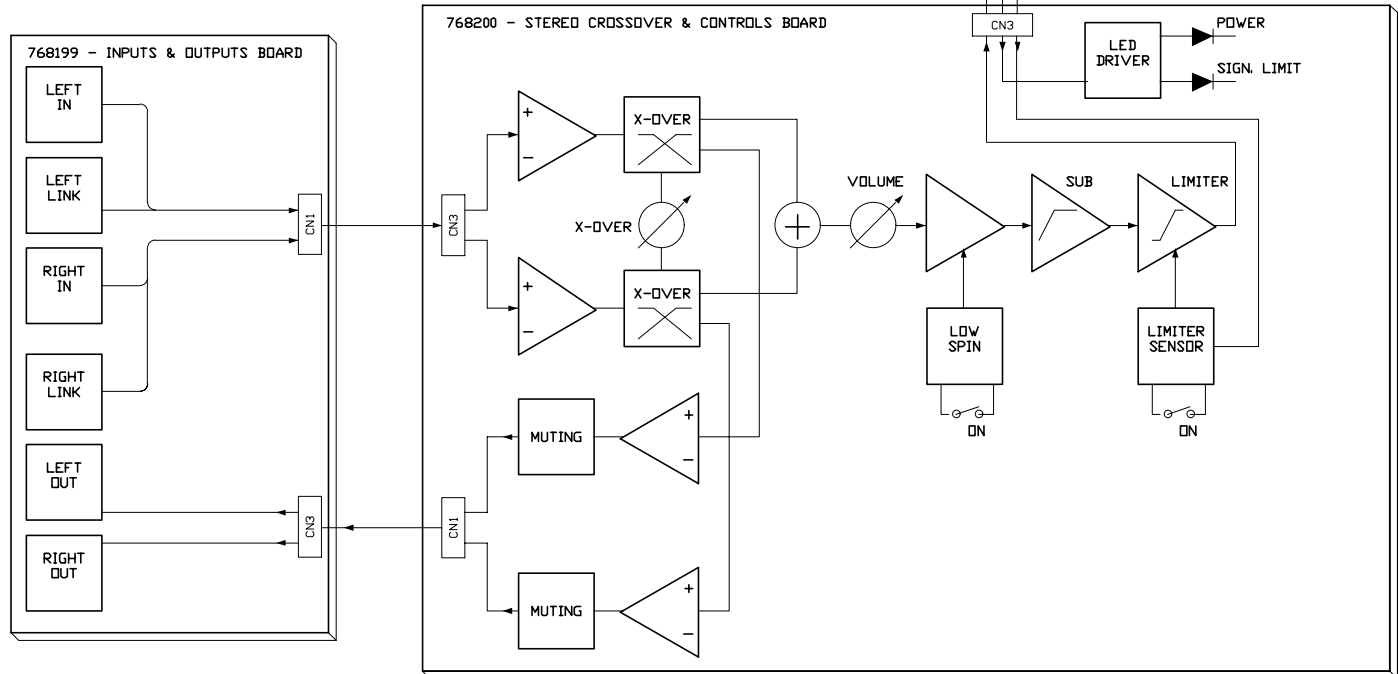 768199 - INPUTS & OUTPUTS BOARD
LEFT
IN
LEFT
LINK
RIGHT
IN
RIGHT
LINK
LEFT
OUT
RIGHT
OUT
CN1
CN3
768200 - STEREO CROSSOVER & CONTROLS BOARD
CN3
CN1
+
-
X-OVER
X-OVER
+
-
X-OVER
MUTING
+
-
MUTING
+
-
+
VOLUME
SUB
LIMITER
LOW
SPIN
ON
LIMITER
SENSOR
ON
CN3
LED
DRIVER
POWER
SIGN. LIMIT